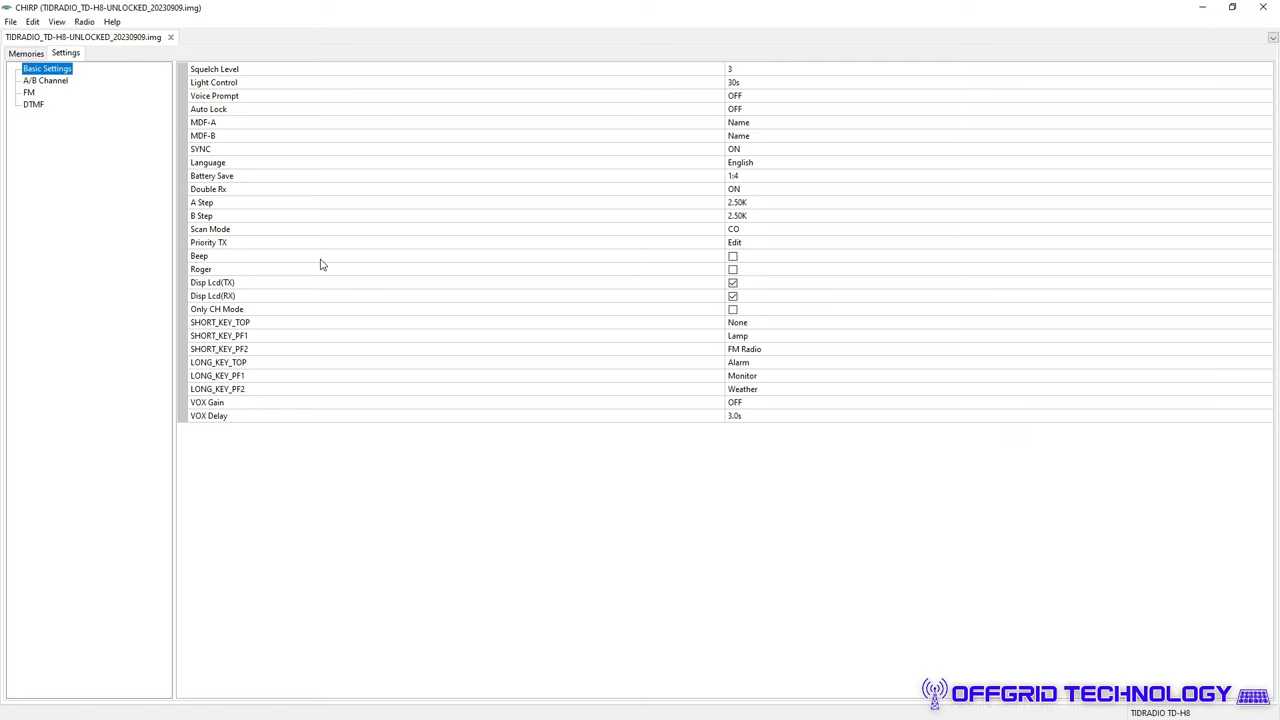 CHIRP (TIDRADIO_TD-H8-UNLOCKED_20230909.img)
File Edit View Radio Help
TIDRADIO_TD-H8-UNLOCKED_20230909.img
Memories Settings
Basic Settings
A/B Channel
FM
DTMF
Squelch Level 3
Light Control 30s
Voice Prompt OFF
Auto Lock OFF
MDF-A Name
MDF-B Name
SYNC ON
Language English
Battery Save 1:4
Double Rx ON
A Step 2.50K
B Step 2.50K
Scan Mode CO
Priority TX Edit
Beep
Roger
Disp Lcd(TX)
Disp Lcd(RX)
Only CH Mode
SHORT_KEY_TOP None
SHORT_KEY_PF1 Lamp
SHORT_KEY_PF2 FM Radio
LONG_KEY_TOP Alarm
LONG_KEY_PF1 Monitor
LONG_KEY_PF2 Weather
VOX Gain OFF
VOX Delay 3.0s
OFFGRID TECHNOLOGY
TIDRADIO TD-H8